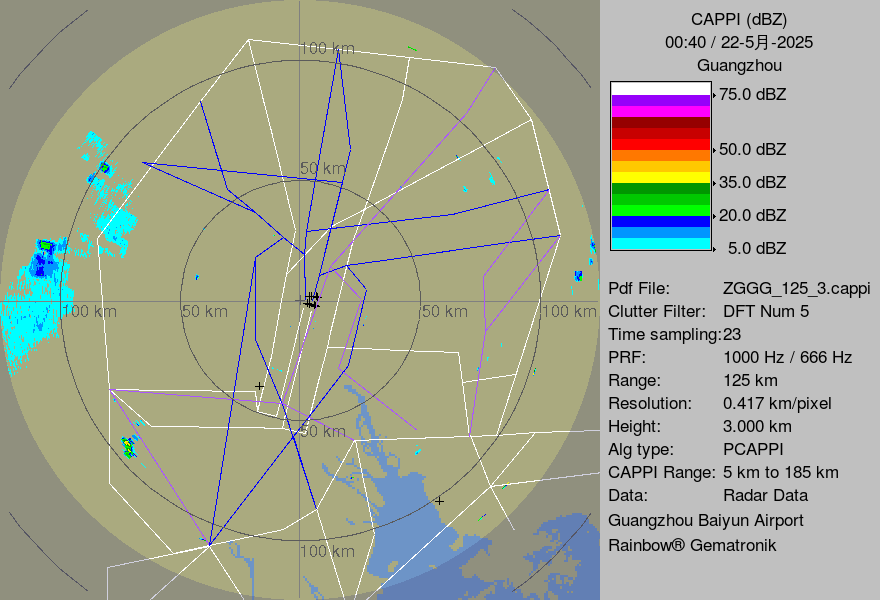 CAPPI (dBZ)
00:40 / 22-5月-2025
Guangzhou
75.0 dBZ
50.0 dBZ
35.0 dBZ
20.0 dBZ
5.0 dBZ
Pdf File: ZGGG_125_3.cappi
Clutter Filter: DFT Num 5
Time sampling:23
PRF: 1000 Hz / 666 Hz
Range: 125 km
Resolution: 0.417 km/pixel
Height: 3.000 km
Alg type: PCAPPI
CAPPI Range: 5 km to 185 km
Data: Radar Data
Guangzhou Baiyun Airport
Rainbow® Gematronik
100 km
50 km
100 km
50 km
50 km
100 km
50 km
100 km